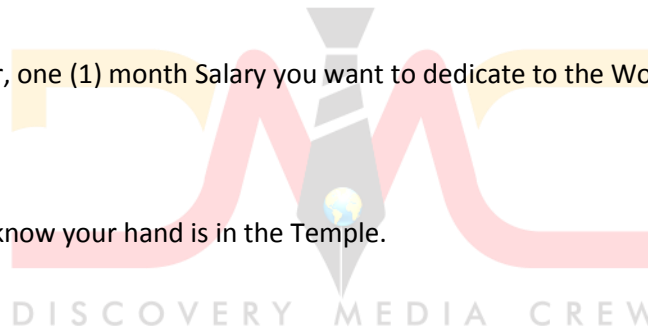 , one (1) month Salary you want to dedicate to the
know your hand is in the Temple.
DMC
DISCOVERY MEDIA CREW